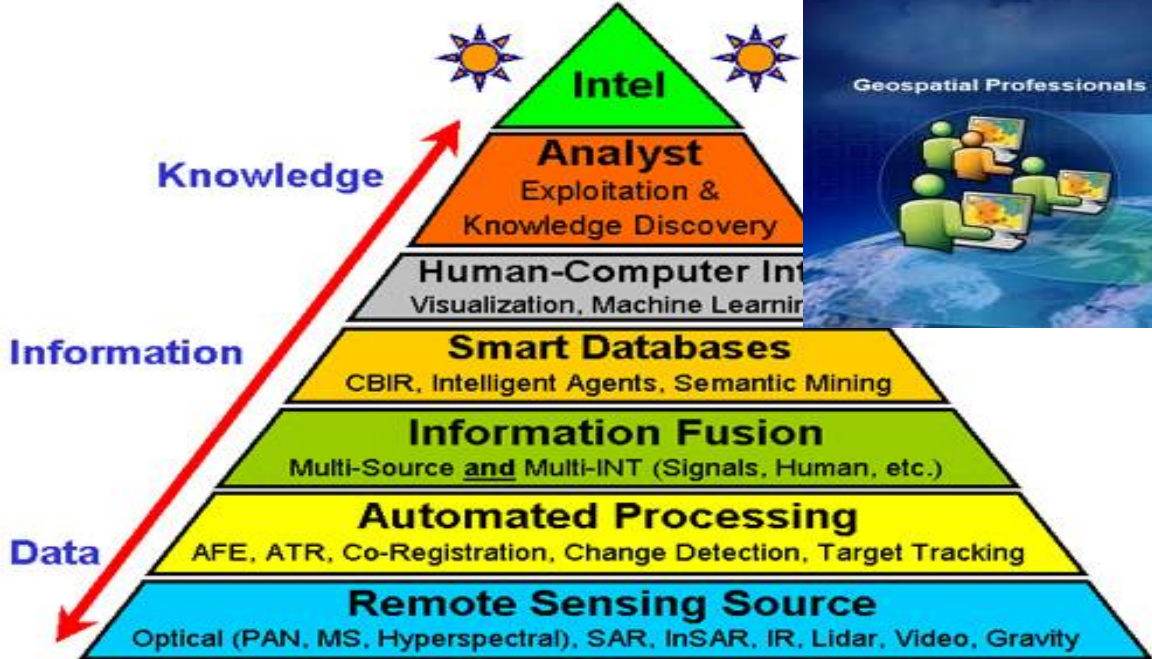 Intel
Geospatial Professionals
Knowledge
Analyst
Exploitation &
Knowledge Discovery
Human-Computer
Visualization, Machine
Information
Smart Databases
CBIR, Intelligent Agents, Semantic Mining
Information Fusion
Multi-Source and Multi-INT (Signals, Human, etc.)
Data
Automated Processing
AFE, ATR, Co-Registration, Change Detection, Target Tracking
Remote Sensing Source
Optical (PAN, MS, Hyperspectral), SAR, InSAR, IR, Lidar, Video, Gravity